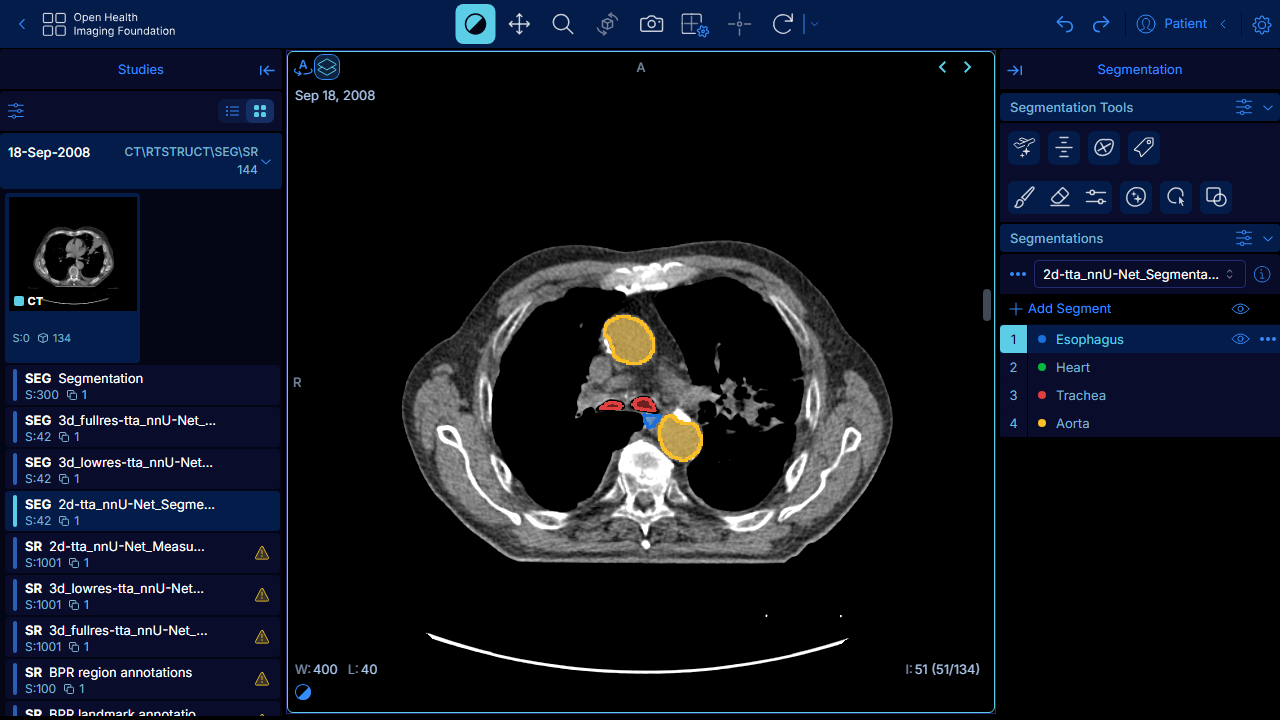 Open Health
Imaging Foundation
Patient
Studies
18-Sep-2008
CT\RTSTRUCT\SEG\SR
144
CT
S:0 134
SEG Segmentation
S:300 1
SEG 3d_fullres-tta_nnU-Net_...
S:42 1
SEG 3d_lowres-tta_nnU-Net...
S:42 1
SEG 2d-tta_nnU-Net_Segme...
S:42 1
SR 2d-tta_nnU-Net_Measu...
S:1001 1
SR 3d_lowres-tta_nnU-Net...
S:1001 1
SR 3d_fullres-tta_nnU-Net_...
S:1001 1
SR BPR region annotations
S:100 1
SR BPR landmark annotatio
A
A
Sep 18, 2008
R
W:400 L:40
I:51 (51/134)
Segmentation
Segmentation Tools
Segmentations
2d-tta_nnU-Net_Segmenta...
Add Segment
1 Esophagus
2 Heart
3 Trachea
4 Aorta